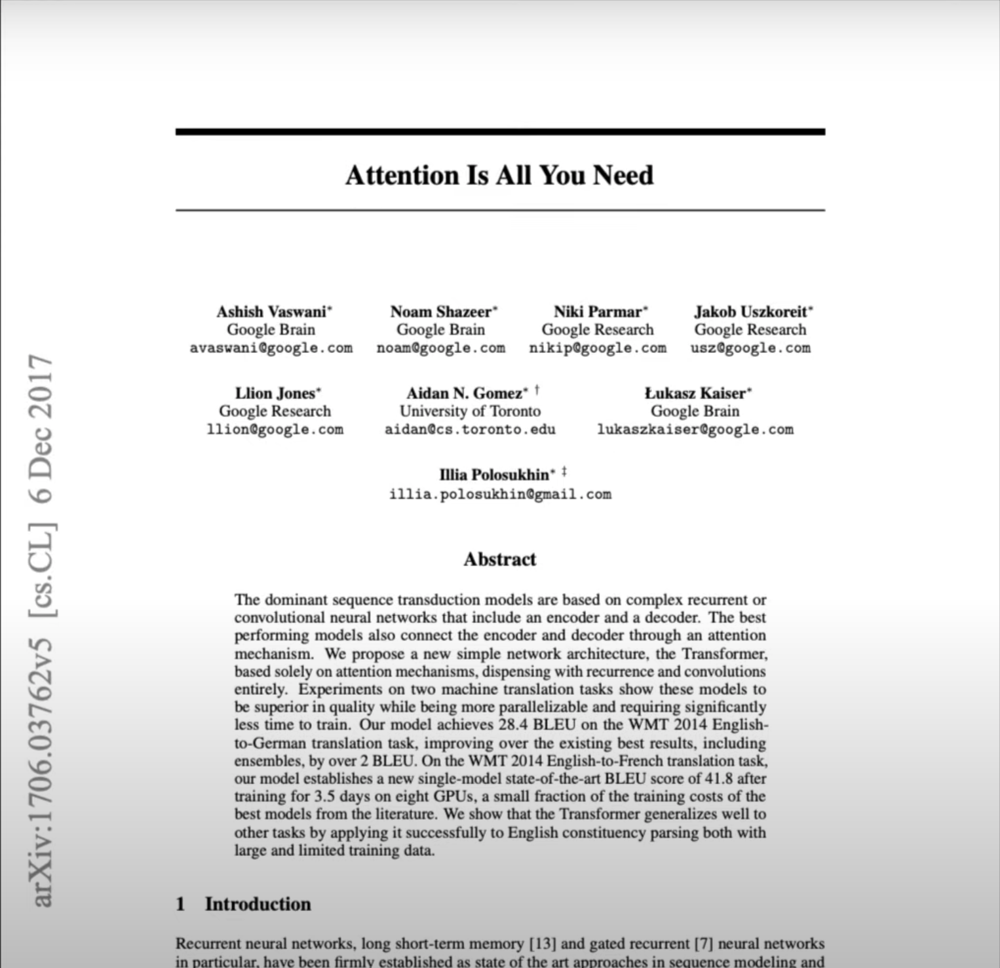 Attention Is All You Need
Ashish Vaswani* Noam Shazeer* Niki Parmar* Jakob Uszkoreit*
Google Brain Google Brain Google Research Google Research
avaswani@google.com noam@google.com nikip@google.com usz@google.com
Llion Jones* Aidan N. Gomez* † Łukasz Kaiser*
Google Research University of Toronto Google Brain
llion@google.com aidan@cs.toronto.edu lukaszkaiser@google.com
Illia Polosukhin* ‡
illia.polosukhin@gmail.com
Abstract
The dominant sequence transduction models are based on complex recurrent or
convolutional neural networks that include an encoder and a decoder. The best
performing models also connect the encoder and decoder through an attention
mechanism. We propose a new simple network architecture, the Transformer,
based solely on attention mechanisms, dispensing with recurrence and convolutions
entirely. Experiments on two machine translation tasks show these models to
be superior in quality while being more parallelizable and requiring significantly
less time to train. Our model achieves 28.4 BLEU on the WMT 2014 English-
to-German translation task, improving over the existing best results, including
ensembles, by over 2 BLEU. On the WMT 2014 English-to-French translation task,
our model establishes a new single-model state-of-the-art BLEU score of 41.8 after
training for 3.5 days on eight GPUs, a small fraction of the training costs of the
best models from the literature. We show that the Transformer generalizes well to
other tasks by applying it successfully to English constituency parsing both with
large and limited training data.
1 Introduction
Recurrent neural networks, long short-term memory [13] and gated recurrent [7] neural networks
in particular, have been firmly established as state of the art approaches in sequence modeling and
arXiv:1706.03762v5 [cs.CL] 6 Dec 2017